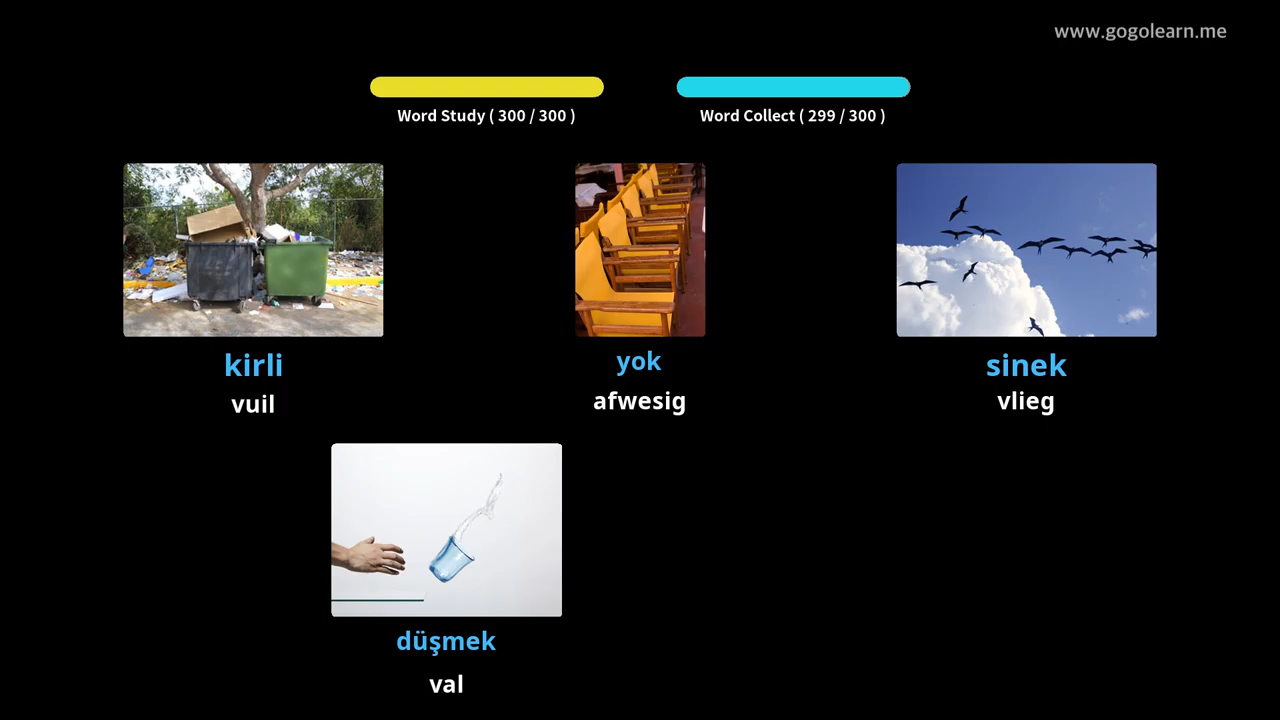 www.gogolearn.me
Word Study ( 300 / 300 )
Word Collect ( 299 / 300 )
kirli
vuil
yok
afwesig
sinek
vlieg
düşmek
val